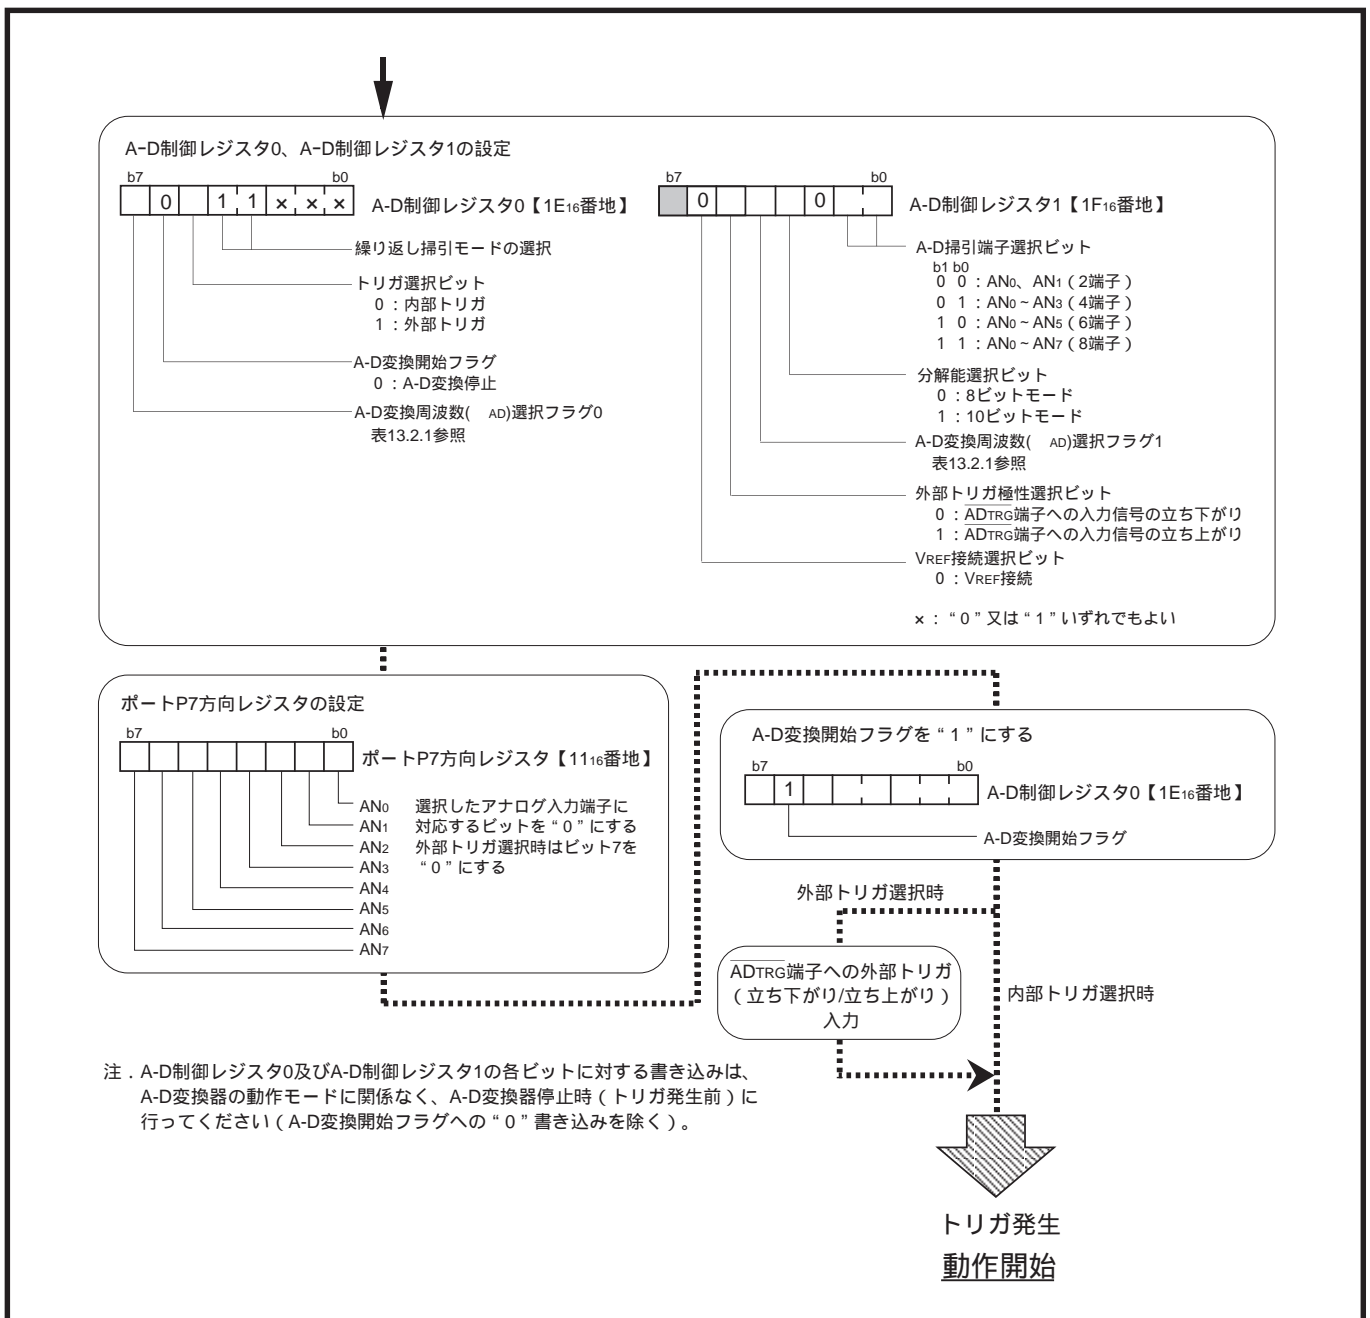 A-D制御レジスタ0、A-D制御レジスタ1の設定
b7 b0
0 1 1 × × × A-D制御レジスタ0【1E16番地】
繰り返し掃引モードの選択
トリガ選択ビット
0：内部トリガ
1：外部トリガ
A-D変換開始フラグ
0：A-D変換停止
A-D変換周波数( AD)選択フラグ0
表13.2.1参照
b7 b0
0 0 A-D制御レジスタ1【1F16番地】
A-D掃引端子選択ビット
b1 b0
0 0：AN0、AN1（2端子）
0 1：AN0～AN3（4端子）
1 0：AN0～AN5（6端子）
1 1：AN0～AN7（8端子）
分解能選択ビット
0：8ビットモード
1：10ビットモード
A-D変換周波数( AD)選択フラグ1
表13.2.1参照
外部トリガ極性選択ビット
0：ADTRG端子への入力信号の立ち下がり
1：ADTRG端子への入力信号の立ち上がり
VREF接続選択ビット
0：VREF接続
×：“0”又は“1”いずれでもよい
ポートP7方向レジスタの設定
b7 b0
ポートP7方向レジスタ【1116番地】
AN0 選択したアナログ入力端子に
AN1 対応するビットを“0”にする
AN2 外部トリガ選択時はビット7を
AN3 “0”にする
AN4
AN5
AN6
AN7
A-D変換開始フラグを“1”にする
b7 b0
1 A-D制御レジスタ0【1E16番地】
A-D変換開始フラグ
外部トリガ選択時
ADTRG端子への外部トリガ
（立ち下がり/立ち上がり）
入力
内部トリガ選択時
注．A-D制御レジスタ0及びA-D制御レジスタ1の各ビットに対する書き込みは、
A-D変換器の動作モードに関係なく、A-D変換器停止時（トリガ発生前）に
行ってください（A-D変換開始フラグへの“0”書き込みを除く）。
トリガ発生
動作開始